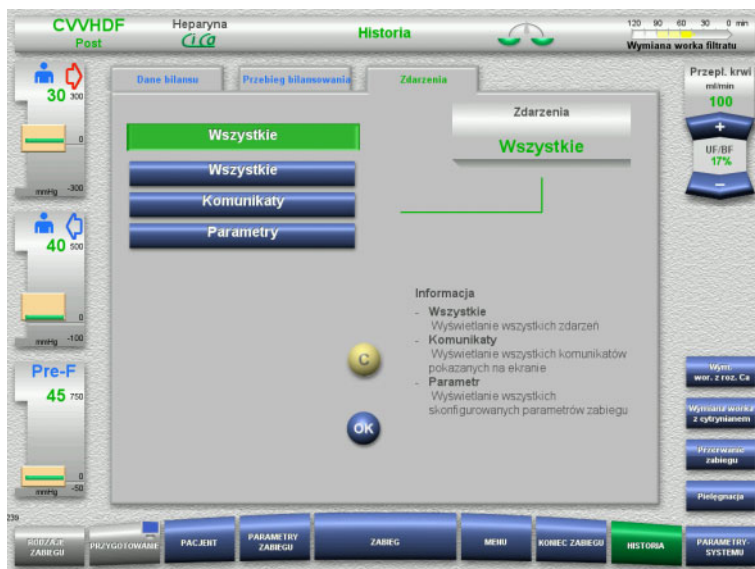 CVVHDF
Post
Heparyna
CiCa
Historia
120 90 60 30 0 min
Wymiana worka filtratu
30 300
0
mmHg -300
40 500
0
mmHg -100
Pre-F
45 750
0
mmHg -50
Dane bilansu
Przebieg bilansowania
Zdarzenia
Wszystkie
Wszystkie
Komunikaty
Parametry
Zdarzenia
Wszystkie
Informacja
- Wszystkie
Wyświetlanie wszystkich zdarzeń
- Komunikaty
Wyświetlanie wszystkich komunikatów
pokazanych na ekranie
- Parametr
Wyświetlanie wszystkich
skonfigurowanych parametrów zabiegu
C
OK
Przepł. krwi
ml/min
100
+
UF/BF
17%
−
Wym.
wor. z roz. Ca
Wymiana worka
z cytrynianem
Przerwanie
zabiegu
Pielęgnacja
239
RODZAJE
ZABIEGU
PRZYGOTOWANIE
PACJENT
PARAMETRY
ZABIEGU
ZABIEG
MENU
KONIEC ZABIEGU
HISTORIA
PARAMETRY-
SYSTEMU